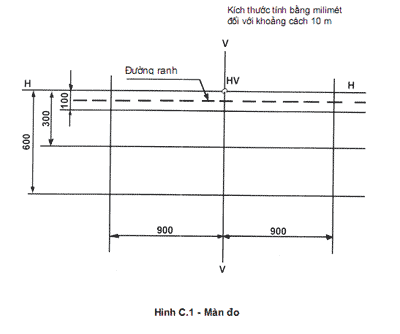 Kích thước tính bằng milimét
đối với khoảng cách 10 m
V
Đường ranh
H
HV
H
100
300
600
900
900
V
Hình C.1 - Màn đo